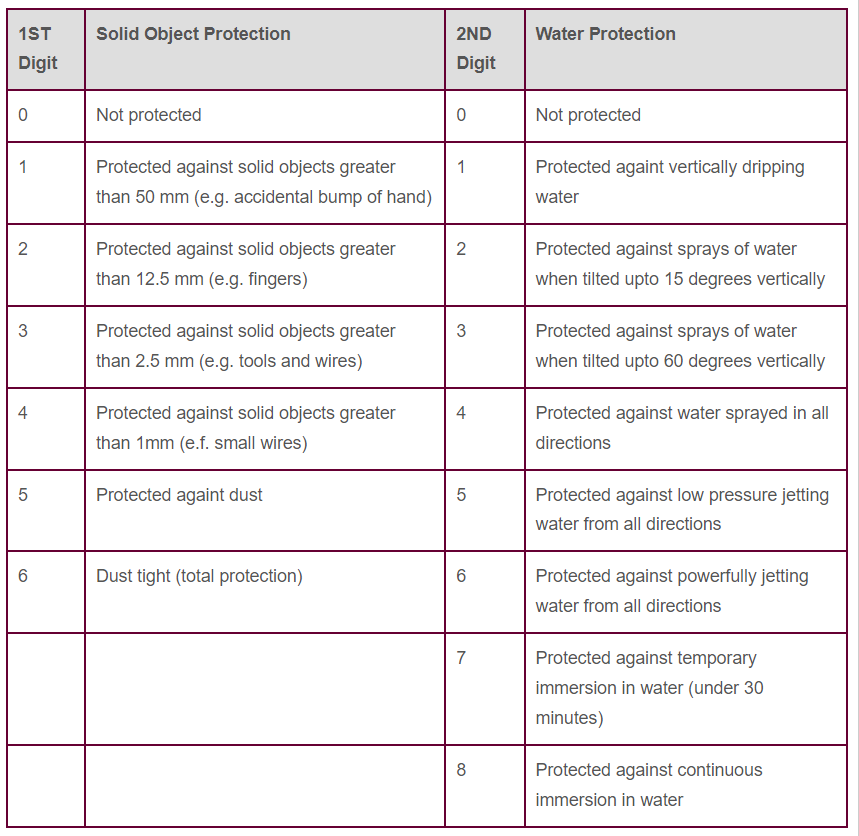 1ST
Digit
Solid Object Protection
2ND
Digit
Water Protection
0
Not protected
0
Not protected
1
Protected against solid objects greater
than 50 mm (e.g. accidental bump of hand)
1
Protected againt vertically dripping
water
2
Protected against solid objects greater
than 12.5 mm (e.g. fingers)
2
Protected against sprays of water
when tilted upto 15 degrees vertically
3
Protected against solid objects greater
than 2.5 mm (e.g. tools and wires)
3
Protected against sprays of water
when tilted upto 60 degrees vertically
4
Protected against solid objects greater
than 1mm (e.f. small wires)
4
Protected against water sprayed in all
directions
5
Protected againt dust
5
Protected against low pressure jetting
water from all directions
6
Dust tight (total protection)
6
Protected against powerfully jetting
water from all directions
7
Protected against temporary
immersion in water (under 30
minutes)
8
Protected against continuous
immersion in water